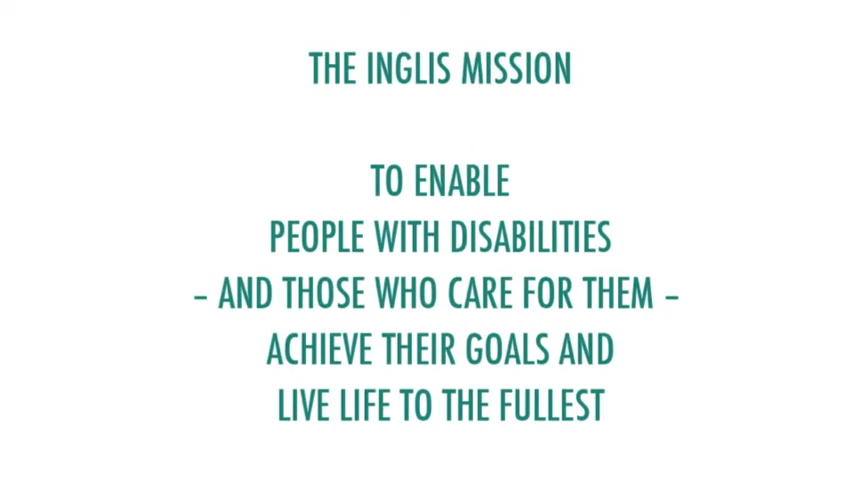 THE INGLIS MISSION
TO ENABLE
PEOPLE WITH DISABILITIES
– AND THOSE WHO CARE FOR THEM –
ACHIEVE THEIR GOALS AND
LIVE LIFE TO THE FULLEST